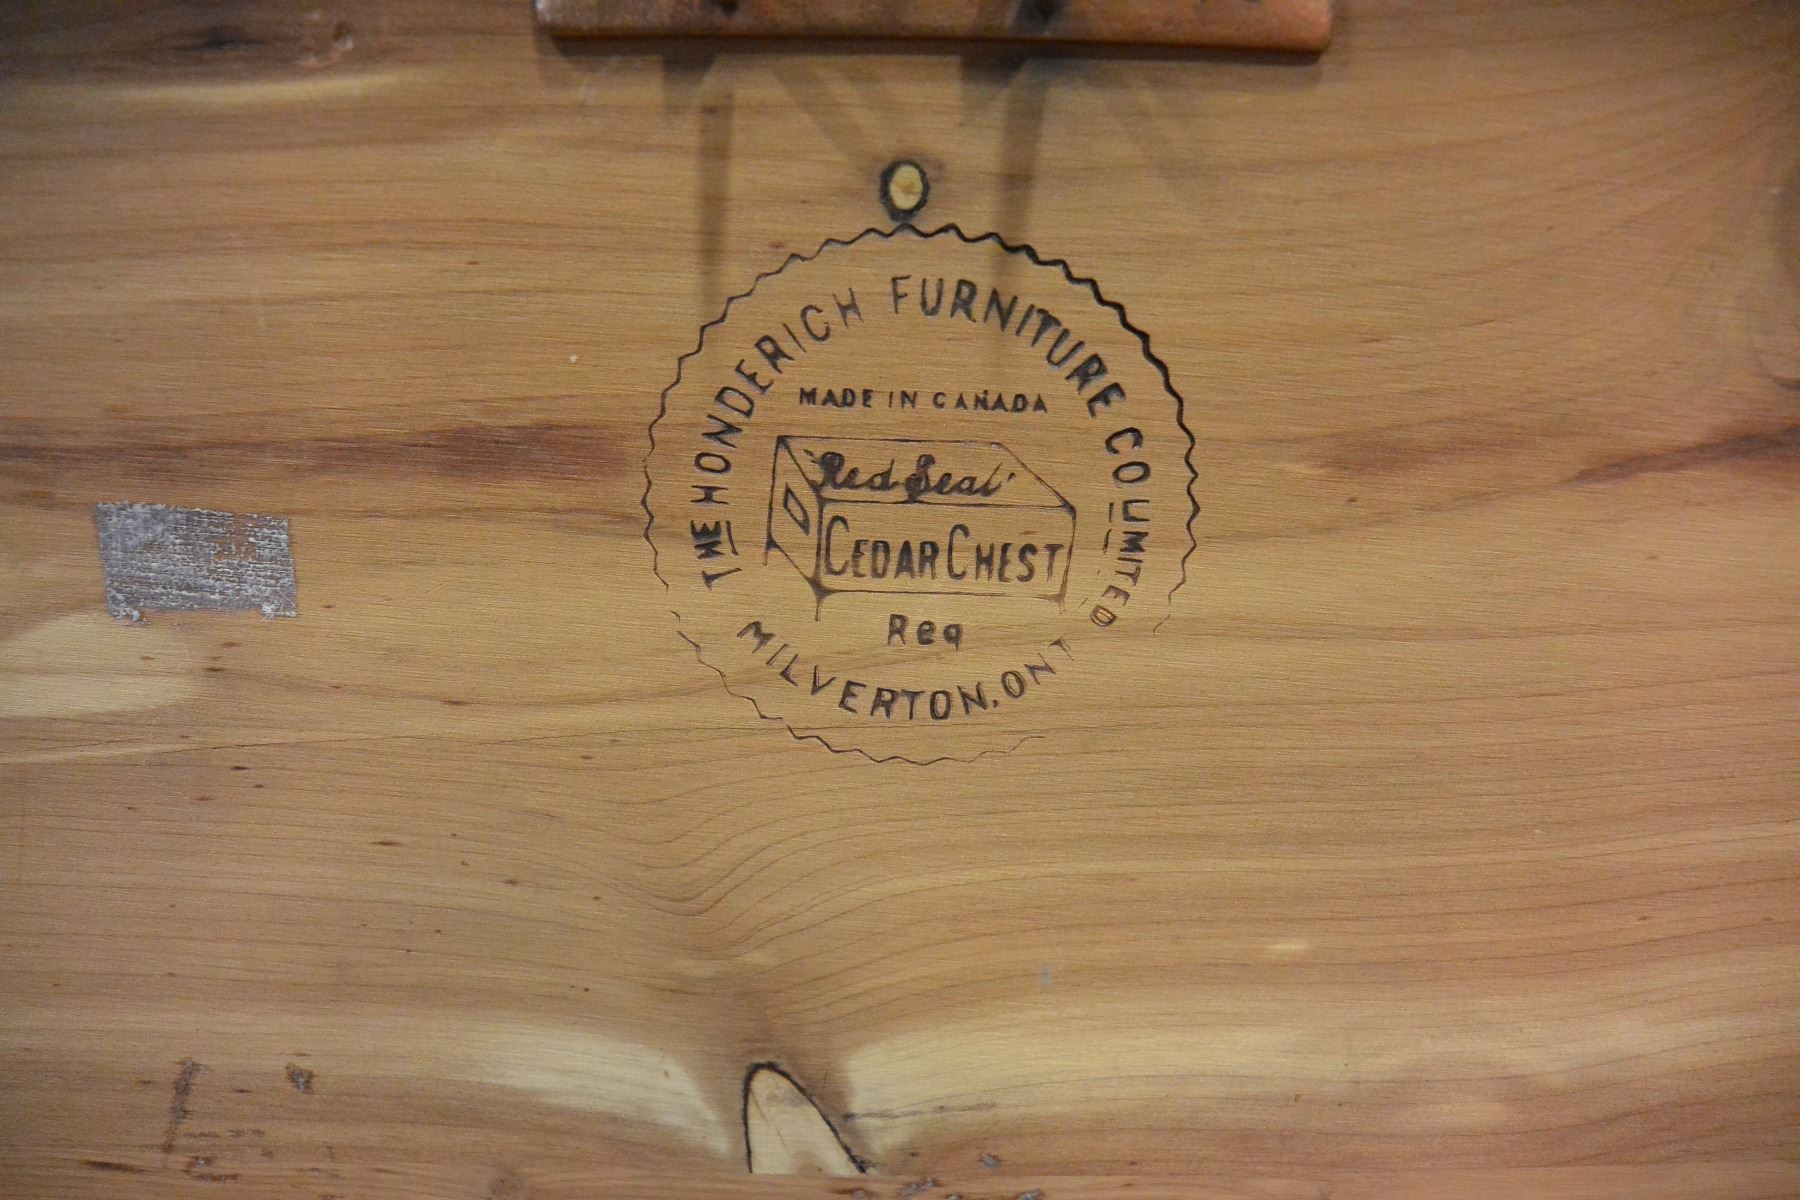 THE HONDERICH FURNITURE CO LIMITED
MADE IN CANADA
"Red Seal"
CEDAR CHEST
Reg
MILVERTON, ONT